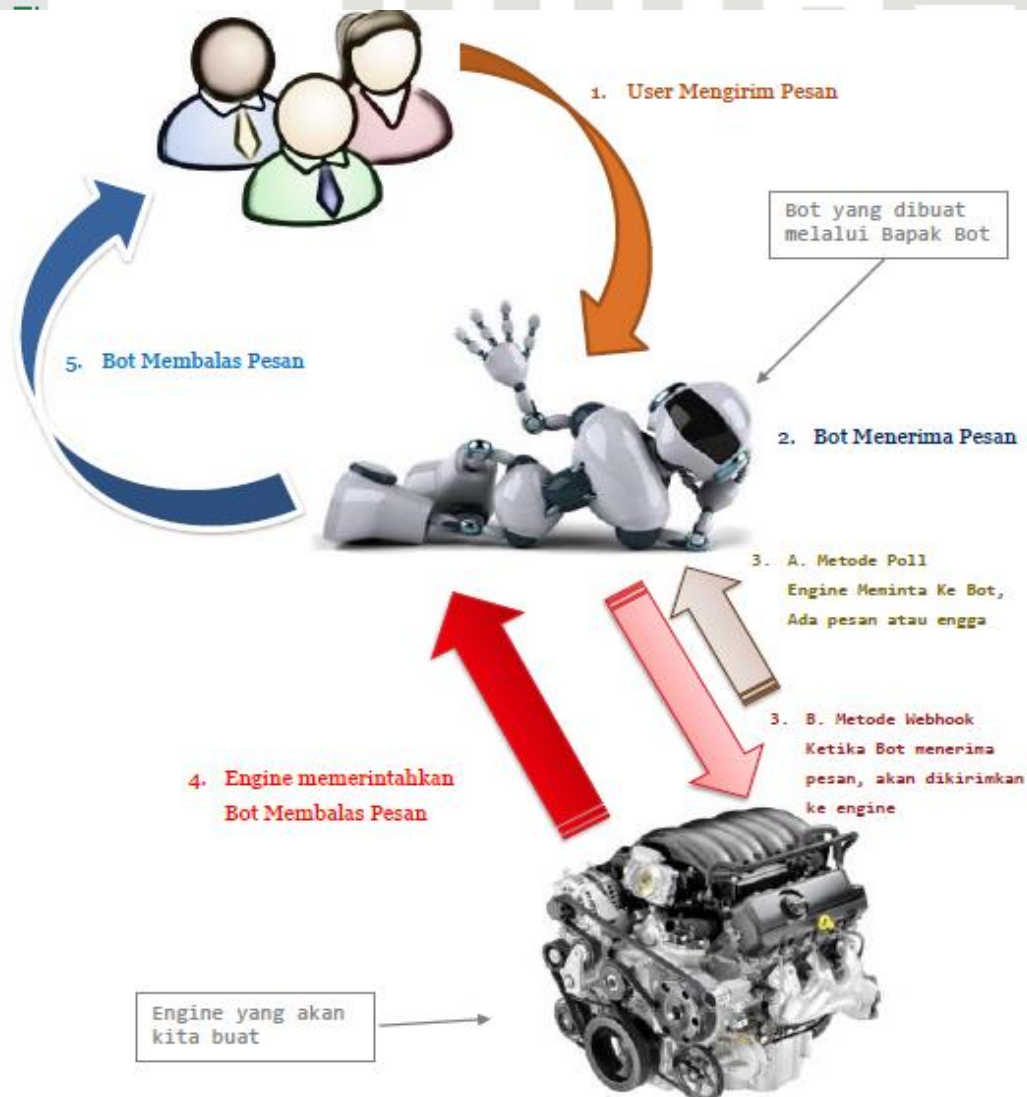 1. User Mengirim Pesan
Bot yang dibuat
melalui Bapak Bot
5. Bot Membalas Pesan
2. Bot Menerima Pesan
3. A. Metode Poll
Engine Meminta Ke Bot,
Ada pesan atau engga
3. B. Metode Webhook
Ketika Bot menerima
pesan, akan dikirimkan
ke engine
4. Engine memerintahkan
Bot Membalas Pesan
Engine yang akan
kita buat